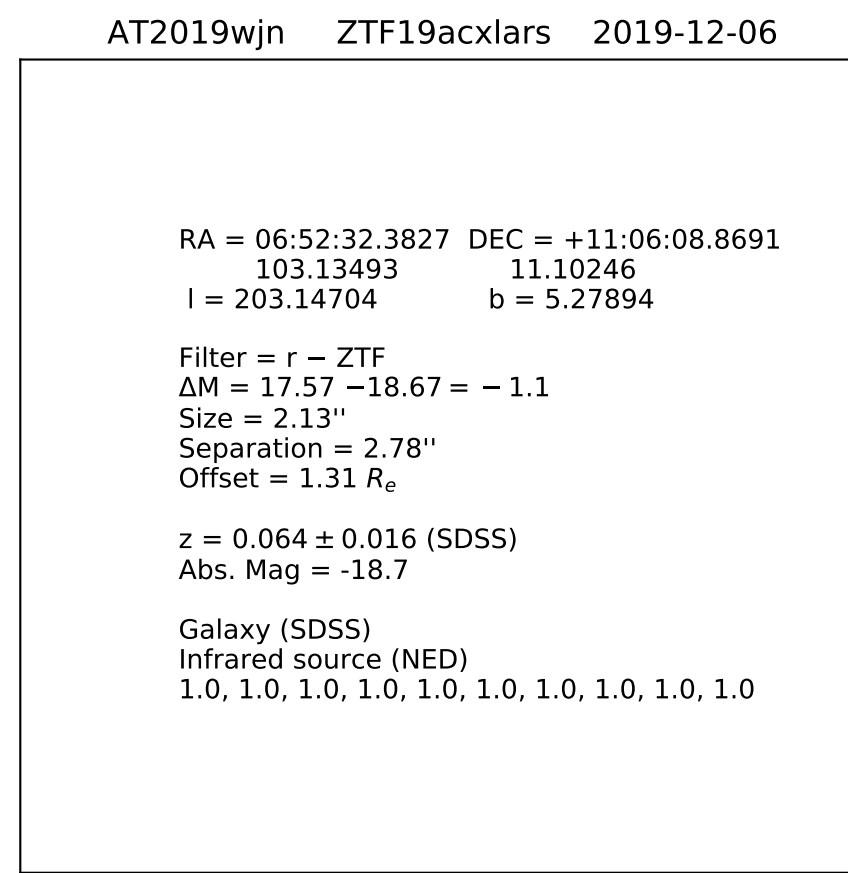 AT2019wjn ZTF19acxlars 2019-12-06
RA = 06:52:32.3827 DEC = +11:06:08.8691
103.13493 11.10246
l = 203.14704 b = 5.27894
Filter = r − ZTF
ΔM = 17.57 −18.67 = − 1.1
Size = 2.13''
Separation = 2.78''
Offset = 1.31 Rₑ
z = 0.064 ± 0.016 (SDSS)
Abs. Mag = -18.7
Galaxy (SDSS)
Infrared source (NED)
1.0, 1.0, 1.0, 1.0, 1.0, 1.0, 1.0, 1.0, 1.0, 1.0